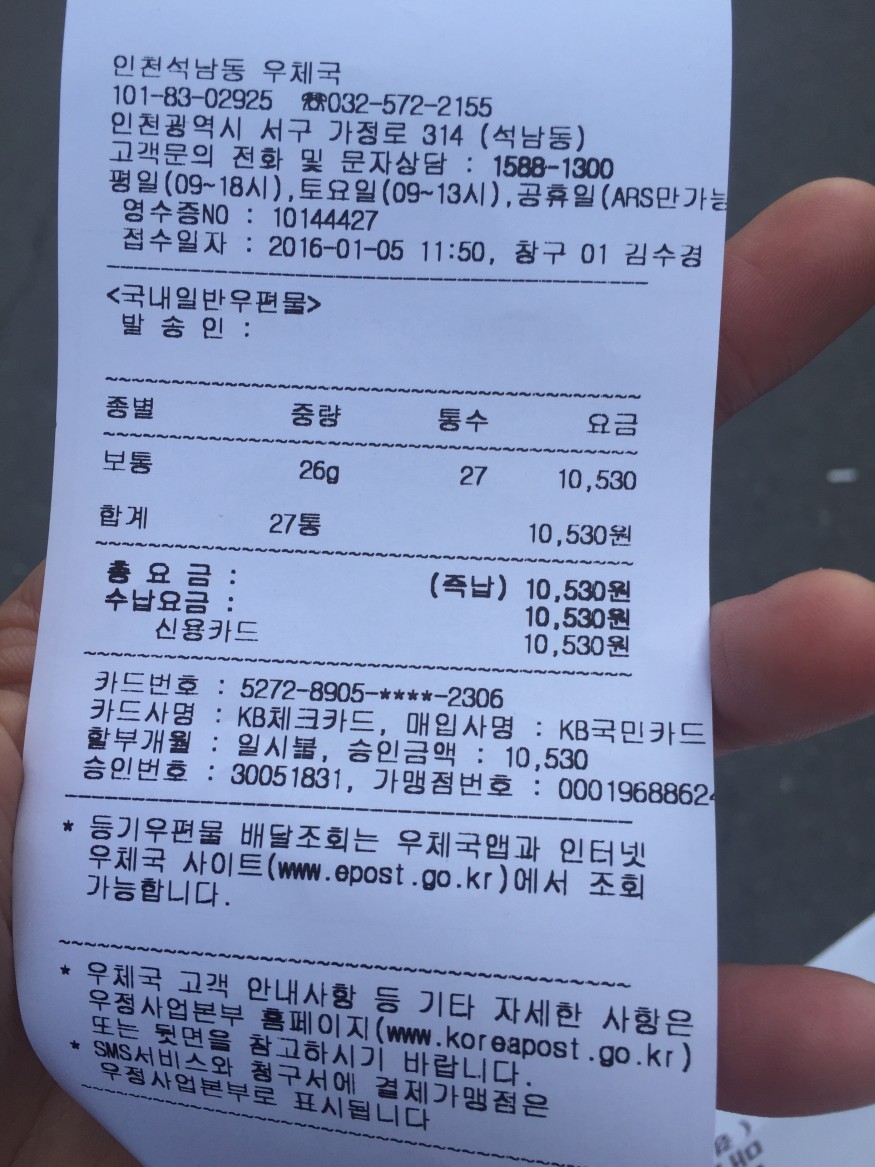 인천석남동 우체국
101-83-02925 ☎032-572-2155
인천광역시 서구 가정로 314 (석남동)
고객문의 전화 및 문자상담 : 1588-1300
평일(09~18시),토요일(09~13시),공휴일(ARS만가능
영수증NO : 10144427
접수일자 : 2016-01-05 11:50, 창구 01 김수경
<국내일반우편물>
발 송 인 :
종별 중량 통수 요금
보통 26g 27 10,530
합계 27통 10,530원
총 요 금 : (즉납) 10,530원
수납요금 : 10,530원
신용카드 10,530원
카드번호 : 5272-8905-****-2306
카드사명 : KB체크카드, 매입사명 : KB국민카드
할부개월 : 일시불, 승인금액 : 10,530
승인번호 : 30051831, 가맹점번호 : 00019688624
* 등기우편물 배달조회는 우체국앱과 인터넷
우체국 사이트(www.epost.go.kr)에서 조회
가능합니다.
* 우체국 고객 안내사항 등 기타 자세한 사항은
우정사업본부 홈페이지(www.koreapost.go.kr)
또는 뒷면을 참고하시기 바랍니다.
* SMS서비스와 청구서에 결제가맹점은
우정사업본부로 표시됩니다